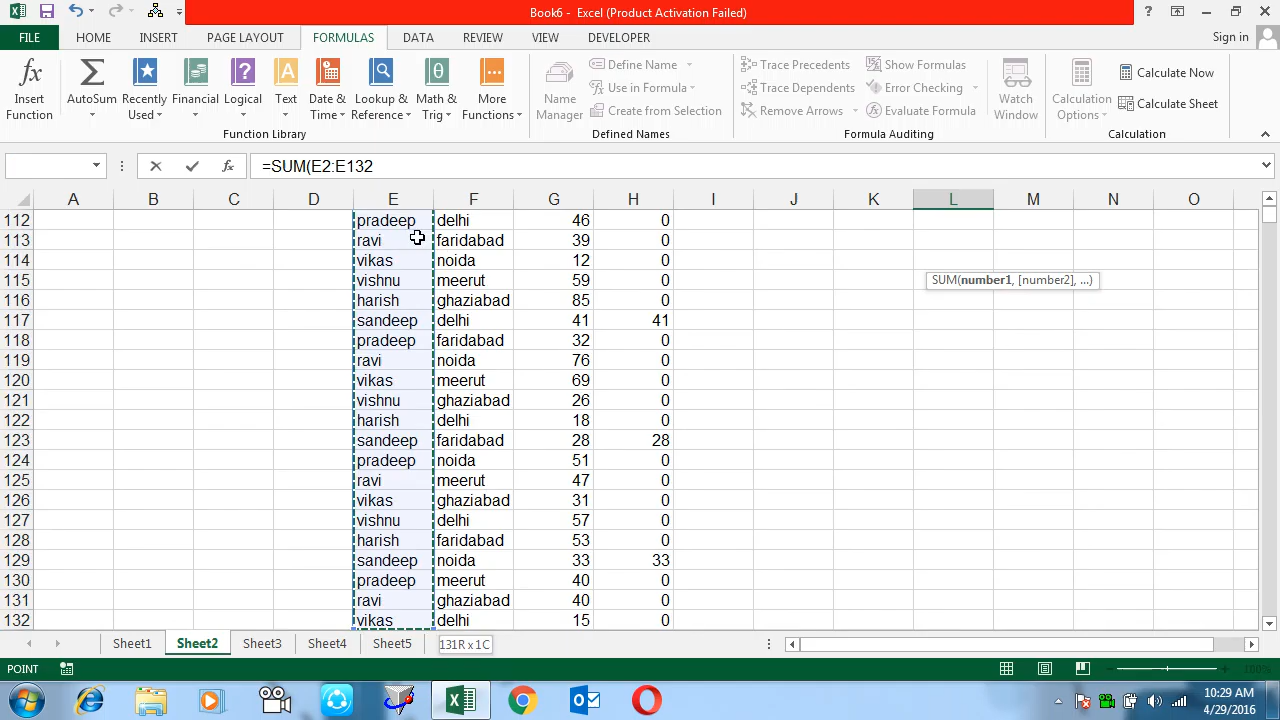 Book6 - Excel (Product Activation Failed)
FILE HOME INSERT PAGE LAYOUT FORMULAS DATA REVIEW VIEW DEVELOPER Sign in
Insert Function
AutoSum
Recently Used
Financial
Logical
Text
Date & Time
Lookup & Reference
Math & Trig
More Functions
Function Library
Name Manager
Define Name
Use in Formula
Create from Selection
Defined Names
Trace Precedents
Trace Dependents
Remove Arrows
Show Formulas
Error Checking
Evaluate Formula
Watch Window
Formula Auditing
Calculation Options
Calculate Now
Calculate Sheet
Calculation
fx =SUM(E2:E132
A B C D E F G H I J K L M N O
112 pradeep delhi 46 0
113 ravi faridabad 39 0
114 vikas noida 12 0
115 vishnu meerut 59 0
SUM(number1, [number2], ...)
116 harish ghaziabad 85 0
117 sandeep delhi 41 41
118 pradeep faridabad 32 0
119 ravi noida 76 0
120 vikas meerut 69 0
121 vishnu ghaziabad 26 0
122 harish delhi 18 0
123 sandeep faridabad 28 28
124 pradeep noida 51 0
125 ravi meerut 47 0
126 vikas ghaziabad 31 0
127 vishnu delhi 57 0
128 harish faridabad 53 0
129 sandeep noida 33 33
130 pradeep meerut 40 0
131 ravi ghaziabad 40 0
132 vikas delhi 15 0
Sheet1 Sheet2 Sheet3 Sheet4 Sheet5 131R x 1C
POINT 100%
10:29 AM
4/29/2016